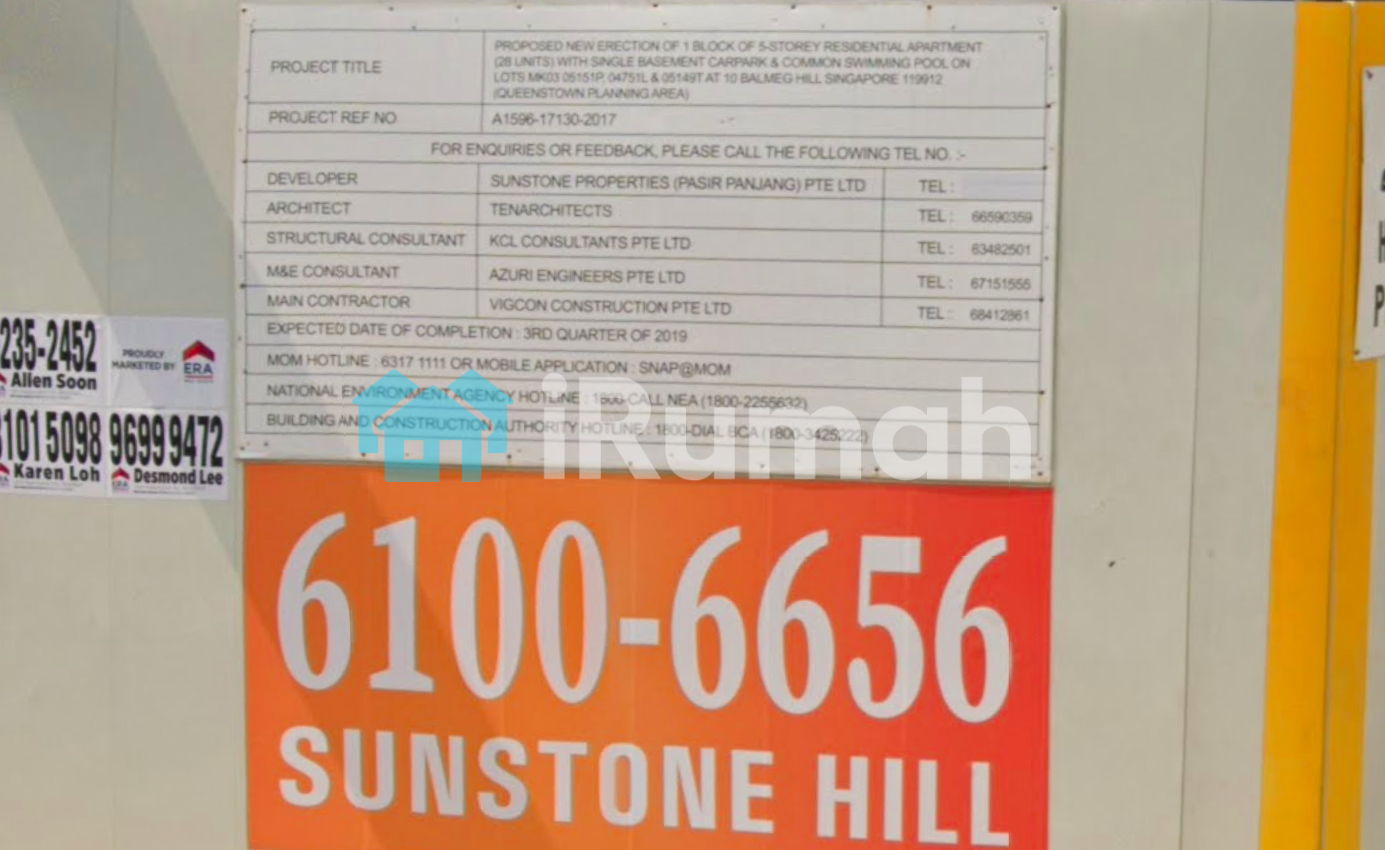 PROJECT TITLE
PROPOSED NEW ERECTION OF 1 BLOCK OF 5-STOREY RESIDENTIAL APARTMENT
(28 UNITS) WITH SINGLE BASEMENT CARPARK & COMMON SWIMMING POOL ON
LOTS MK03 05151P, 04751L & 05149T AT 10 BALMEG HILL SINGAPORE 119912
(QUEENSTOWN PLANNING AREA)
PROJECT REF NO A1596-17130-2017
FOR ENQUIRIES OR FEEDBACK, PLEASE CALL THE FOLLOWING TEL NO. :-
DEVELOPER SUNSTONE PROPERTIES (PASIR PANJANG) PTE LTD TEL :
ARCHITECT TENARCHITECTS TEL : 66590359
STRUCTURAL CONSULTANT KCL CONSULTANTS PTE LTD TEL : 63482501
M&E CONSULTANT AZURI ENGINEERS PTE LTD TEL : 67151555
MAIN CONTRACTOR VIGCON CONSTRUCTION PTE LTD TEL : 68412861
EXPECTED DATE OF COMPLETION : 3RD QUARTER OF 2019
MOM HOTLINE : 6317 1111 OR MOBILE APPLICATION : SNAP@MOM
NATIONAL ENVIRONMENT AGENCY HOTLINE : 1800-CALL NEA (1800-2255632)
BUILDING AND CONSTRUCTION AUTHORITY HOTLINE : 1800-DIAL BCA (1800-3425222)
iRumah
235-2452
Allen Soon
PROUDLY
MARKETED BY
ERA
1015098
Karen Loh
9699 9472
ERA
Desmond Lee
6100-6656
SUNSTONE HILL
H
P